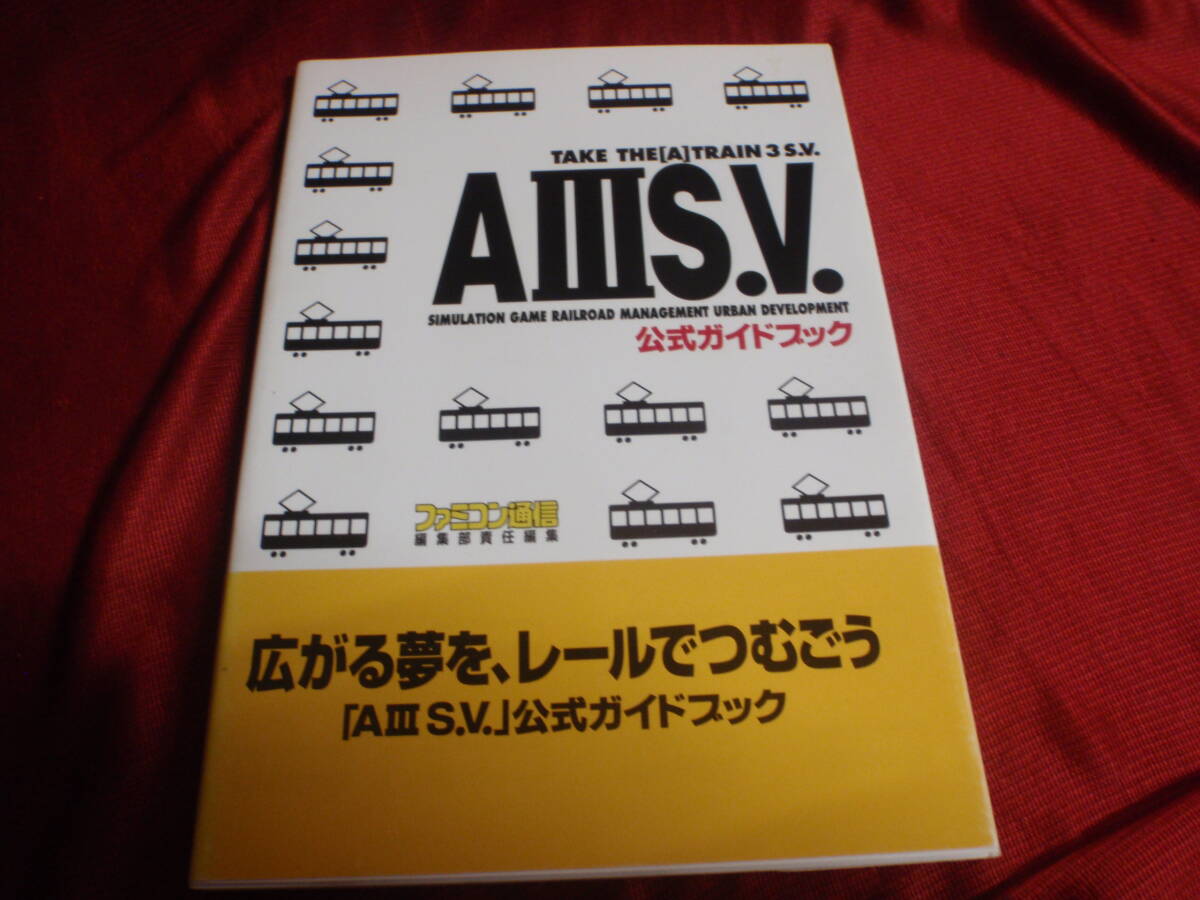 TAKE THE[A]TRAIN 3 S.V.
AⅢS.V.
SIMULATION GAME RAILROAD MANAGEMENT URBAN DEVELOPMENT
公式ガイドブック
ファミコン通信
編集部責任編集
広がる夢を、レールでつむごう
「AⅢ S.V.」公式ガイドブック